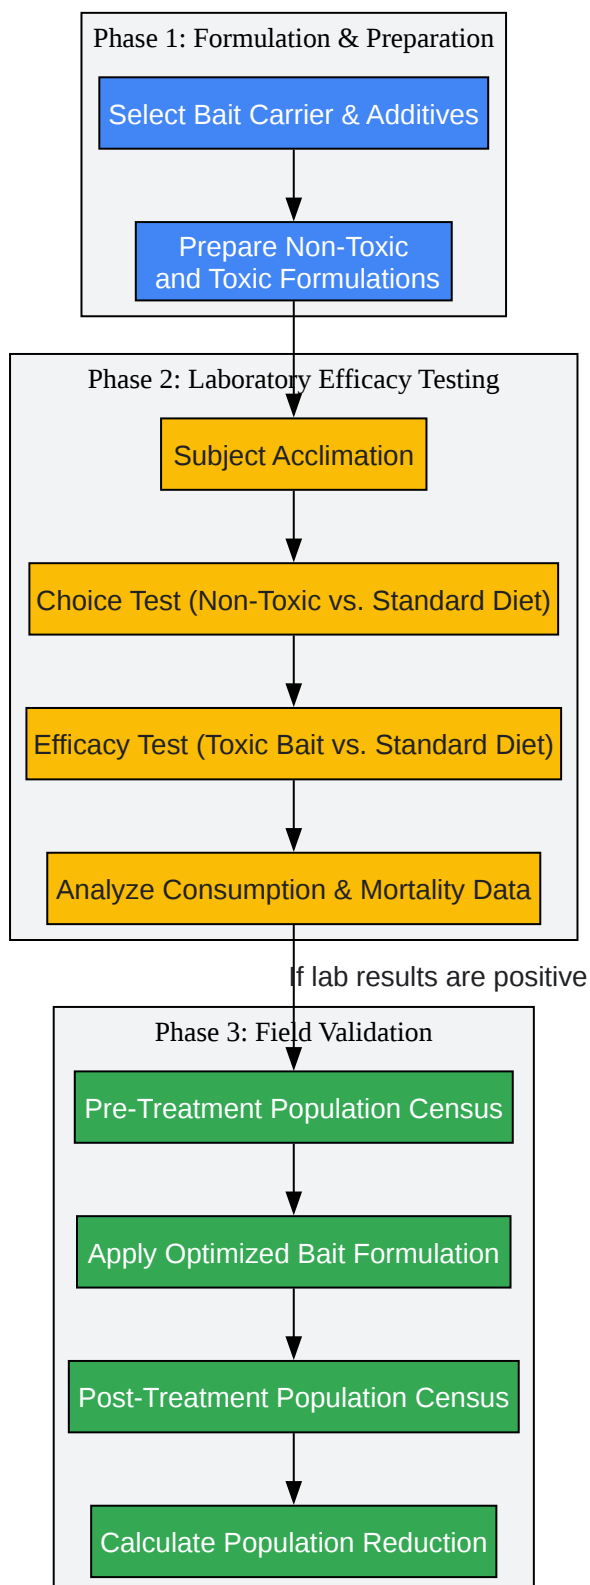 Phase 1: Formulation & Preparation
Select Bait Carrier & Additives
Prepare Non-Toxic
and Toxic Formulations
Phase 2: Laboratory Efficacy Testing
Subject Acclimation
Choice Test (Non-Toxic vs. Standard Diet)
Efficacy Test (Toxic Bait vs. Standard Diet)
Analyze Consumption & Mortality Data
If lab results are positive
Phase 3: Field Validation
Pre-Treatment Population Census
Apply Optimized Bait Formulation
Post-Treatment Population Census
Calculate Population Reduction